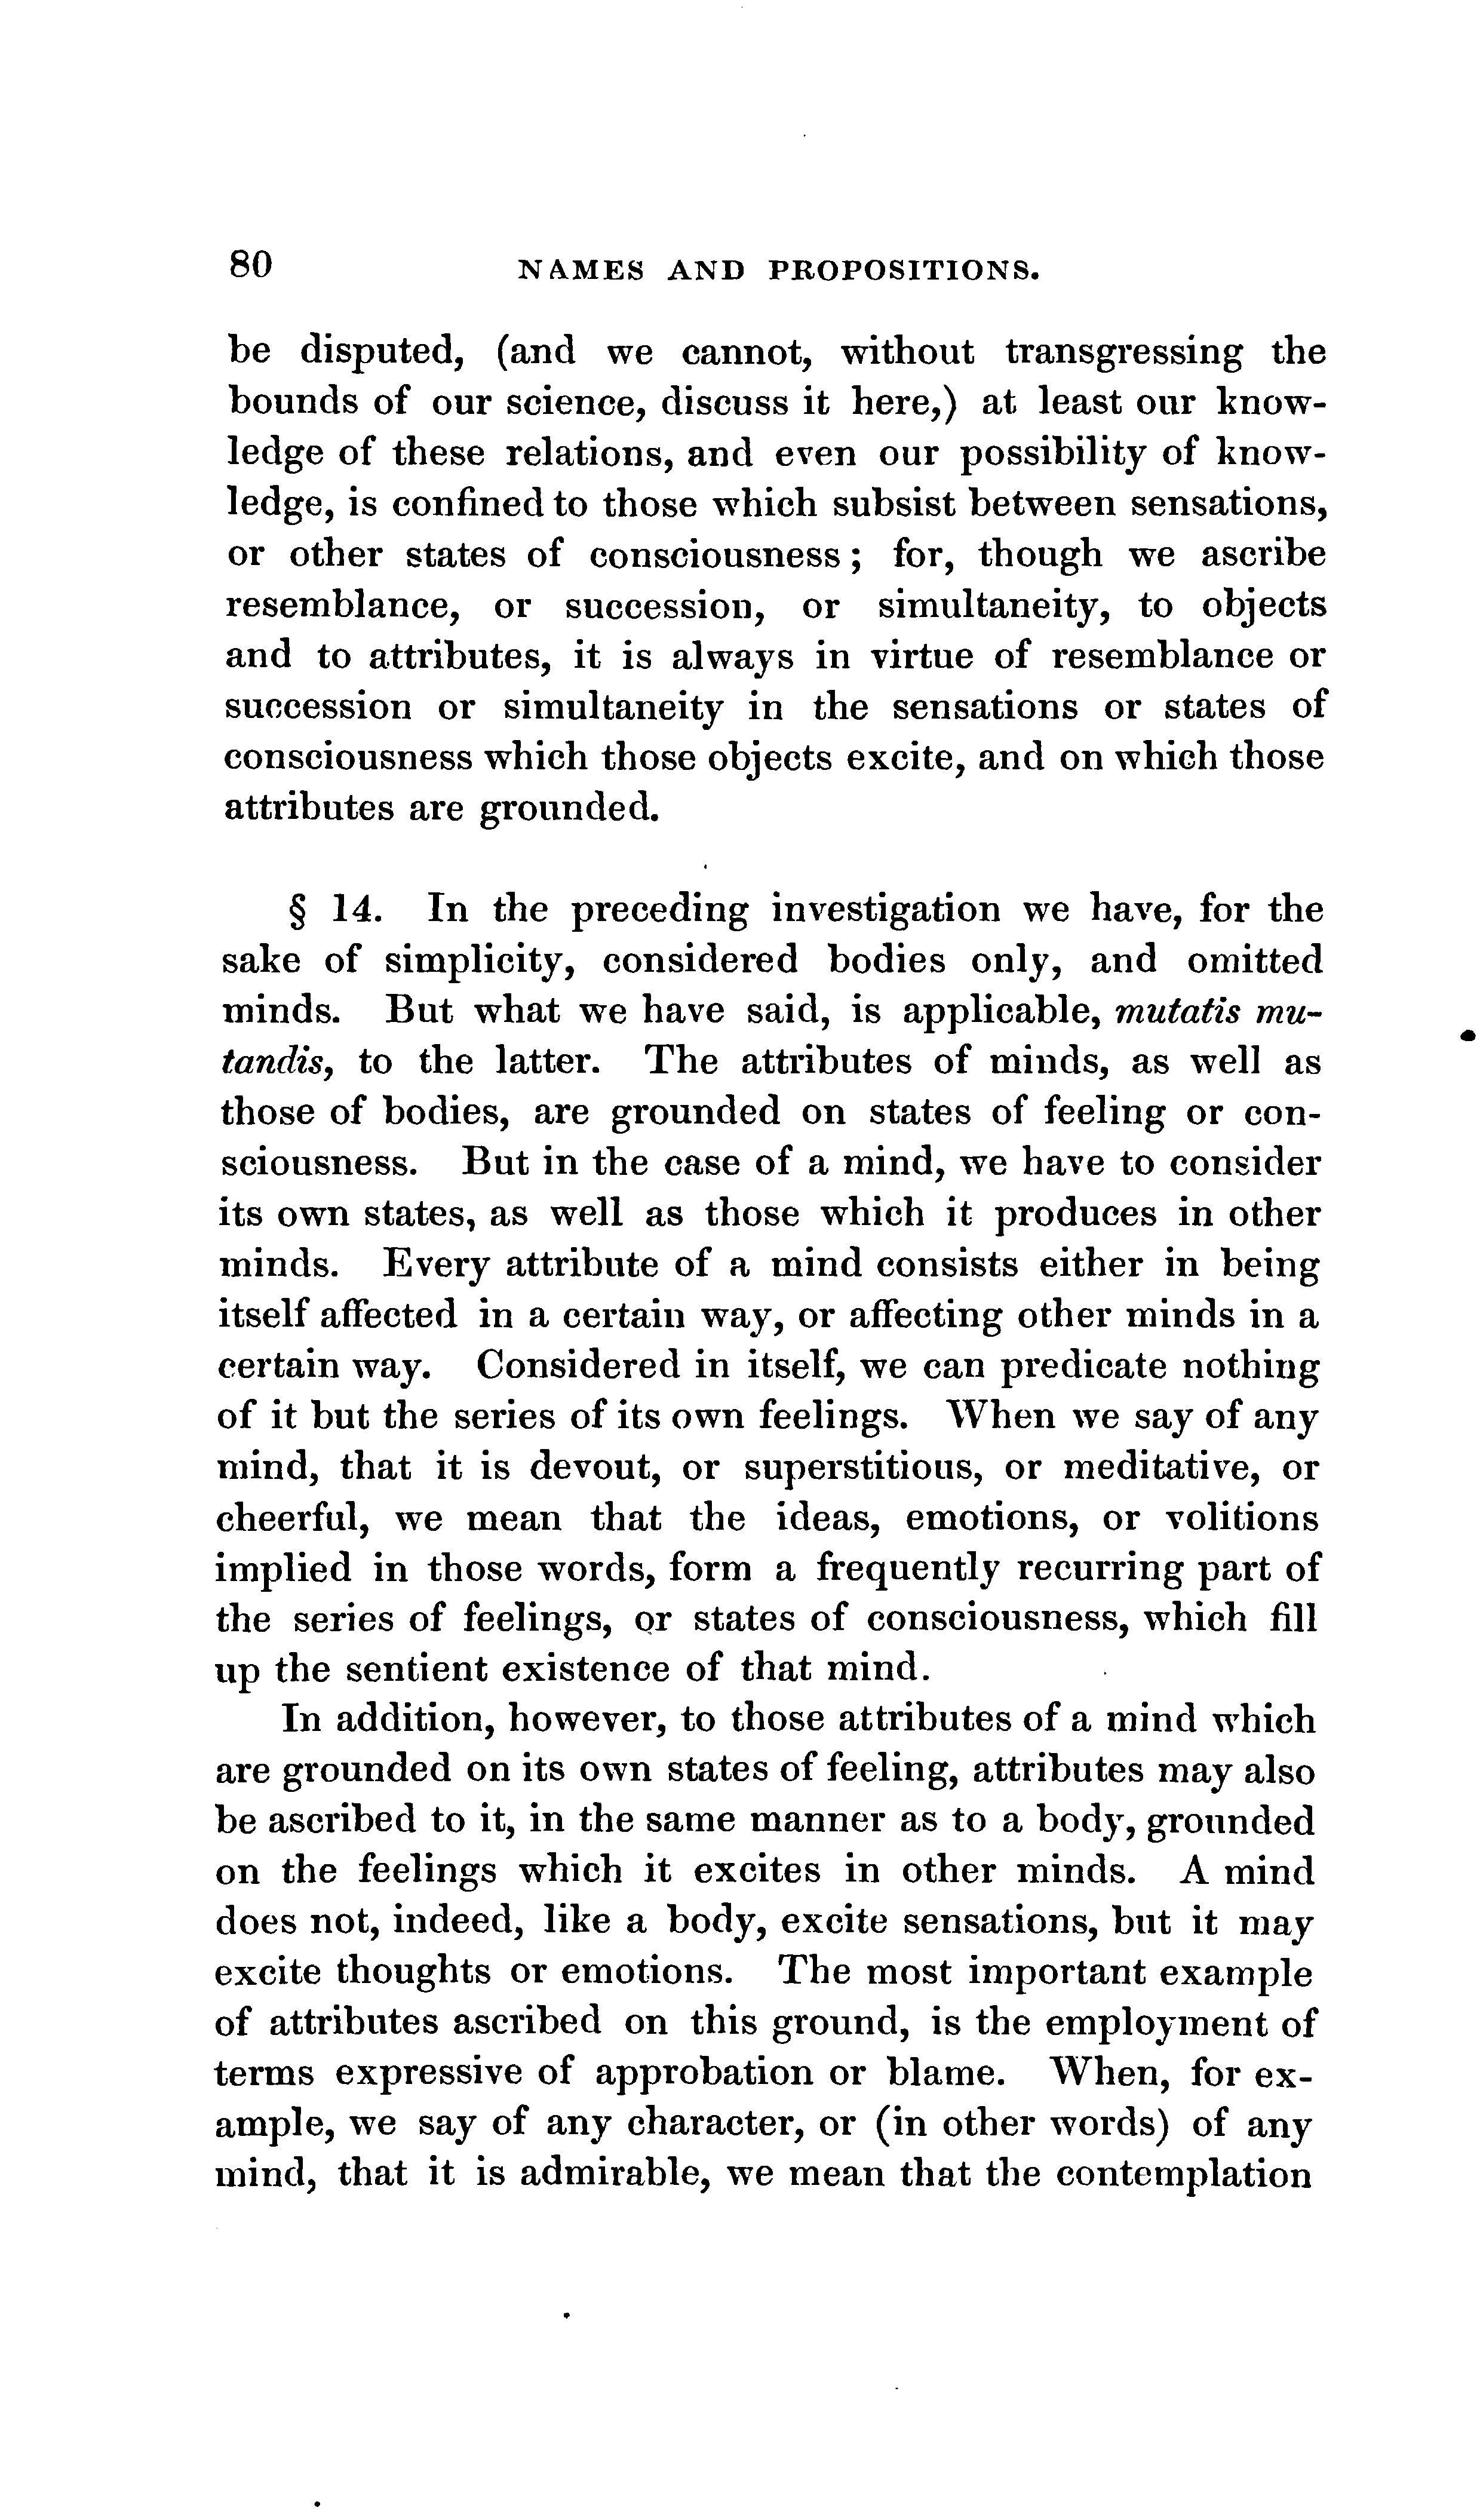 80 NAMES AND PROPOSITIONS.
be disputed, (and we cannot, without transgressing the
bounds of our science, discuss it here,) at least our know-
ledge of these relations, and even our possibility of know-
ledge, is confined to those which subsist between sensations,
or other states of consciousness; for, though we ascribe
resemblance, or succession, or simultaneity, to objects
and to attributes, it is always in virtue of resemblance or
succession or simultaneity in the sensations or states of
consciousness which those objects excite, and on which those
attributes are grounded.
§ 14. In the preceding investigation we have, for the
sake of simplicity, considered bodies only, and omitted
minds. But what we have said, is applicable, mutatis mu-
tandis, to the latter. The attributes of minds, as well as
those of bodies, are grounded on states of feeling or con-
sciousness. But in the case of a mind, we have to consider
its own states, as well as those which it produces in other
minds. Every attribute of a mind consists either in being
itself affected in a certain way, or affecting other minds in a
certain way. Considered in itself, we can predicate nothing
of it but the series of its own feelings. When we say of any
mind, that it is devout, or superstitious, or meditative, or
cheerful, we mean that the ideas, emotions, or volitions
implied in those words, form a frequently recurring part of
the series of feelings, or states of consciousness, which fill
up the sentient existence of that mind.
In addition, however, to those attributes of a mind which
are grounded on its own states of feeling, attributes may also
be ascribed to it, in the same manner as to a body, grounded
on the feelings which it excites in other minds. A mind
does not, indeed, like a body, excite sensations, but it may
excite thoughts or emotions. The most important example
of attributes ascribed on this ground, is the employment of
terms expressive of approbation or blame. When, for ex-
ample, we say of any character, or (in other words) of any
mind, that it is admirable, we mean that the contemplation